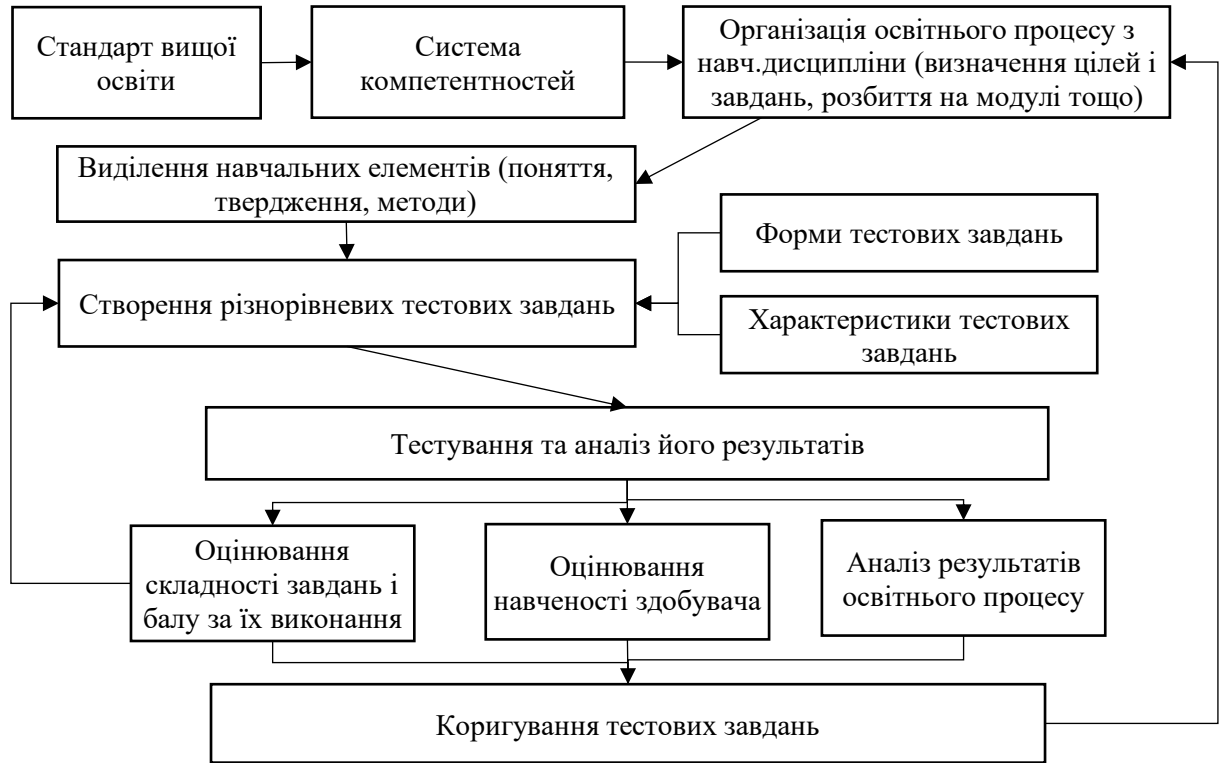 Стандарт вищої
освіти
Система
компетентностей
Організація освітнього процесу з
навч.дисципліни (визначення цілей і
завдань, розбиття на модулі тощо)
Виділення навчальних елементів (поняття,
твердження, методи)
Форми тестових завдань
Створення різнорівневих тестових завдань
Характеристики тестових
завдань
Тестування та аналіз його результатів
Оцінювання
складності завдань і
балу за їх виконання
Оцінювання
навченості здобувача
Аналіз результатів
освітнього процесу
Коригування тестових завдань